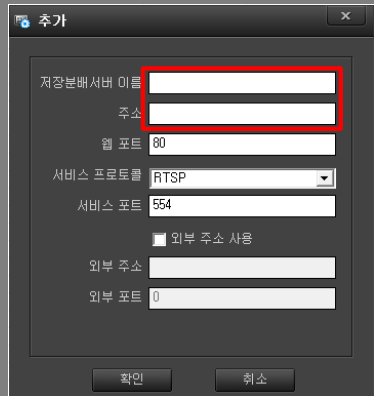 추가
저장분배서버 이름
주소
웹 포트 80
서비스 프로토콜 RTSP
서비스 포트 554
외부 주소 사용
외부 주소
외부 포트 0
확인 취소